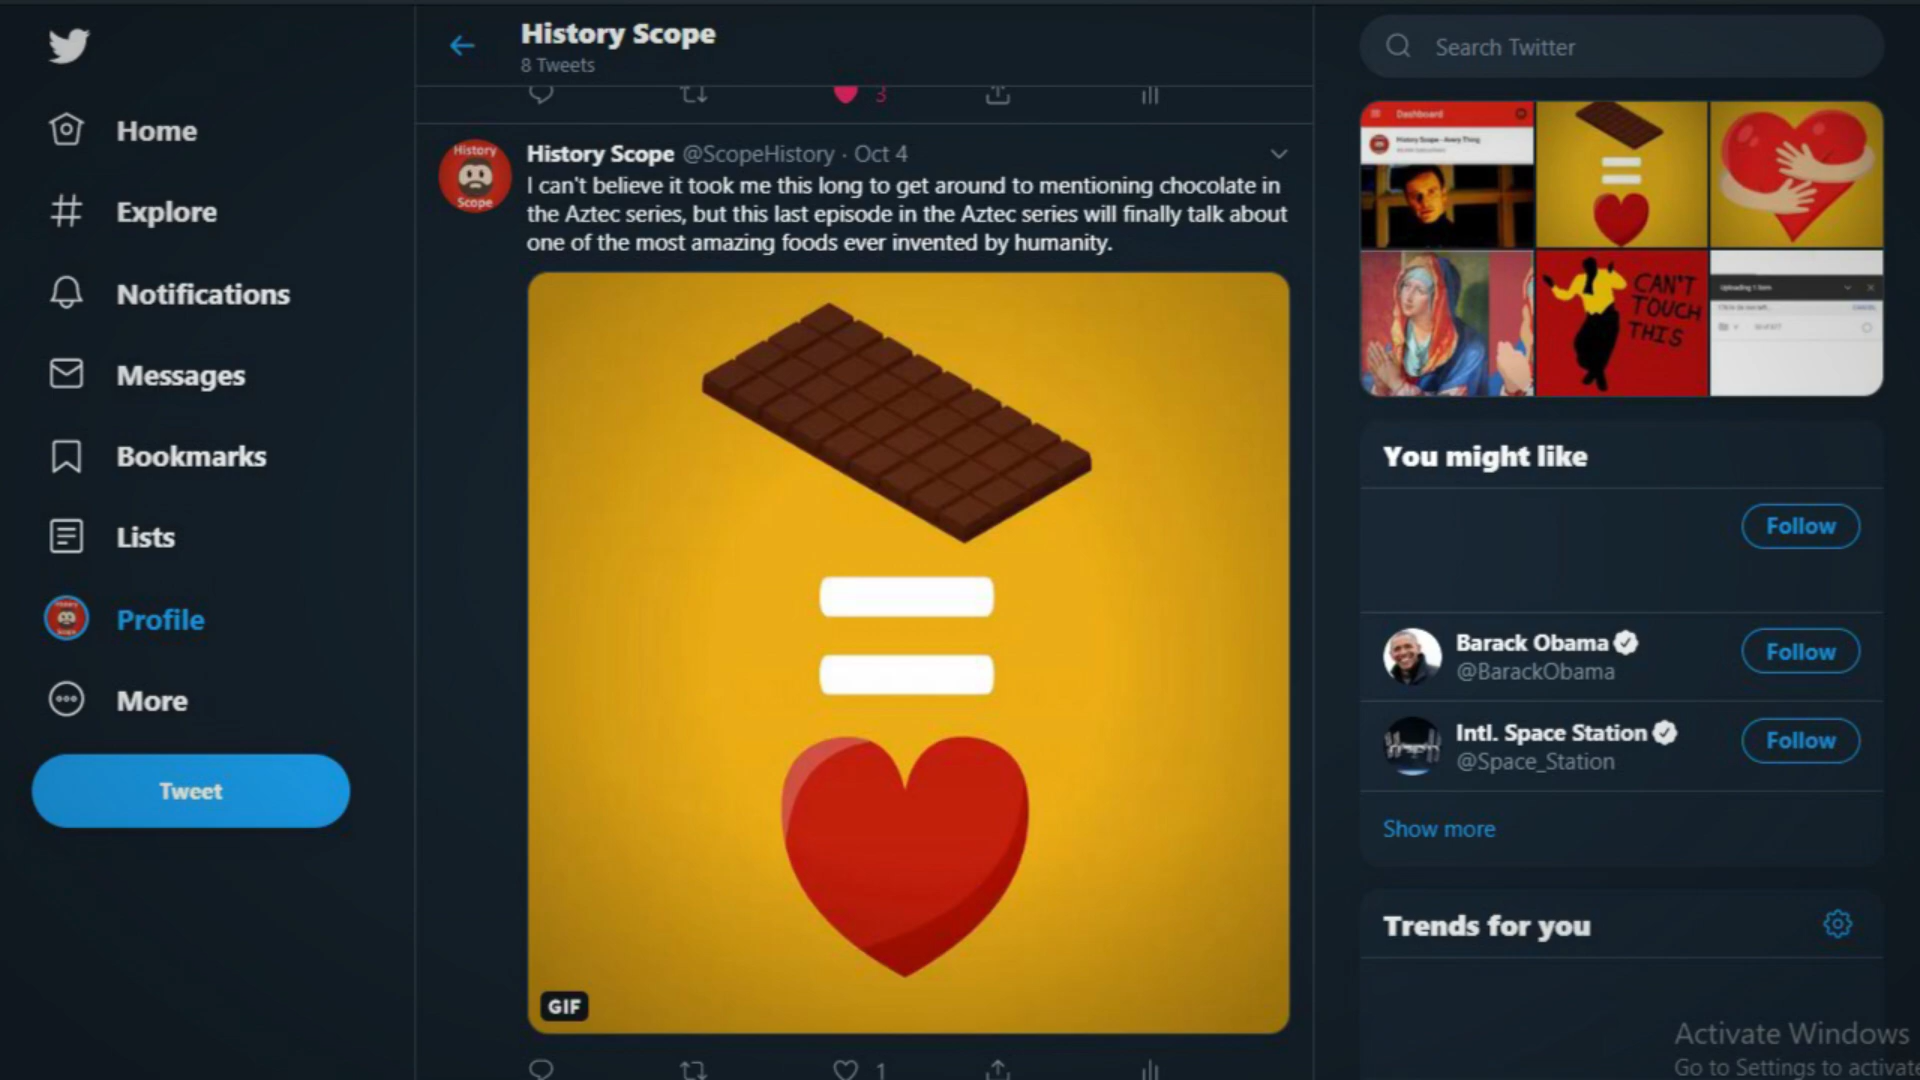 Home
Explore
Notifications
Messages
Bookmarks
Lists
Profile
More
Tweet
History Scope
8 Tweets
3
History Scope
History Scope @ScopeHistory · Oct 4
I can't believe it took me this long to get around to mentioning chocolate in
the Aztec series, but this last episode in the Aztec series will finally talk about
one of the most amazing foods ever invented by humanity.
GIF
1
Search Twitter
Dashboard
CAN'T
TOUCH
THIS
You might like
Follow
Barack Obama
@BarackObama
Follow
Intl. Space Station
@Space_Station
Follow
Show more
Trends for you
Activate Windows
Go to Settings to activate